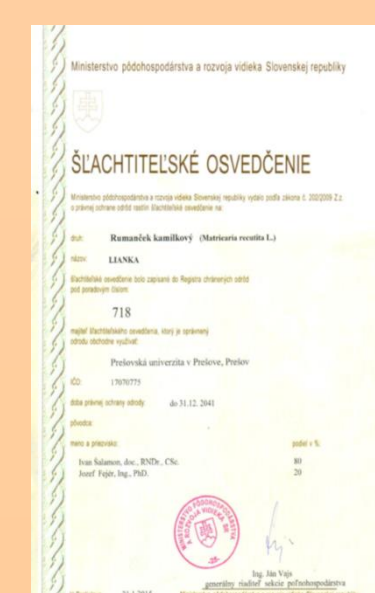 Ministerstvo pôdohospodárstva a rozvoja vidieka Slovenskej republiky
ŠĽACHTITEĽSKÉ OSVEDČENIE
Ministerstvo pôdohospodárstva a rozvoja vidieka Slovenskej republiky vydalo podľa zákona č. 202/2009 Z.z.
o právnej ochrane odrôd rastlín šľachtiteľské osvedčenie na:
druh: Rumanček kamilkový (Matricaria recutita L.)
názov: LIANKA
šľachtiteľské osvedčenie bolo zapísané do Registra chránených odrôd
pod poradovým číslom:
718
majiteľ šľachtiteľského osvedčenia, ktorý je oprávnený
odrodu obchodne využívať:
Prešovská univerzita v Prešove, Prešov
IČO: 17070775
doba právnej ochrany odrody: do 31.12. 2041
pôvodca:
meno a priezvisko: podiel v %:
Ivan Šalamon, doc., RNDr., CSc. 80
Jozef Fejér, Ing., PhD. 20
Ing. Ján Vajs
generálny riaditeľ sekcie poľnohospodárstva